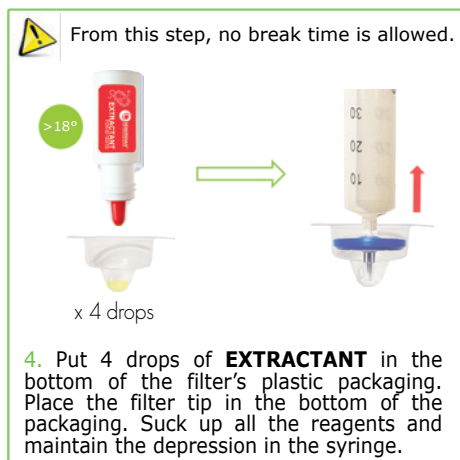 From this step, no break time is allowed.
>18°
EXTRACTANT
30
20
10
x 4 drops
4. Put 4 drops of EXTRACTANT in the
bottom of the filter's plastic packaging.
Place the filter tip in the bottom of the
packaging. Suck up all the reagents and
maintain the depression in the syringe.